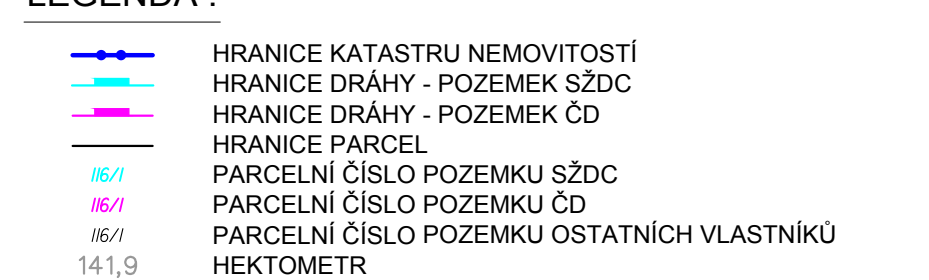 LEGENDA :
HRANICE KATASTRU NEMOVITOSTÍ
HRANICE DRÁHY - POZEMEK SŽDC
HRANICE DRÁHY - POZEMEK ČD
HRANICE PARCEL
116/1 PARCELNÍ ČÍSLO POZEMKU SŽDC
116/1 PARCELNÍ ČÍSLO POZEMKU ČD
116/1 PARCELNÍ ČÍSLO POZEMKU OSTATNÍCH VLASTNÍKŮ
141,9 HEKTOMETR